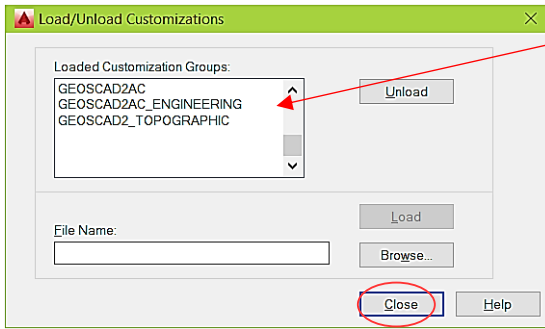 Load/Unload Customizations
Loaded Customization Groups:
GEOSCAD2AC
GEOSCAD2AC_ENGINEERING
GEOSCAD2_TOPOGRAPHIC
Unload
Load
File Name:
Browse...
Close
Help